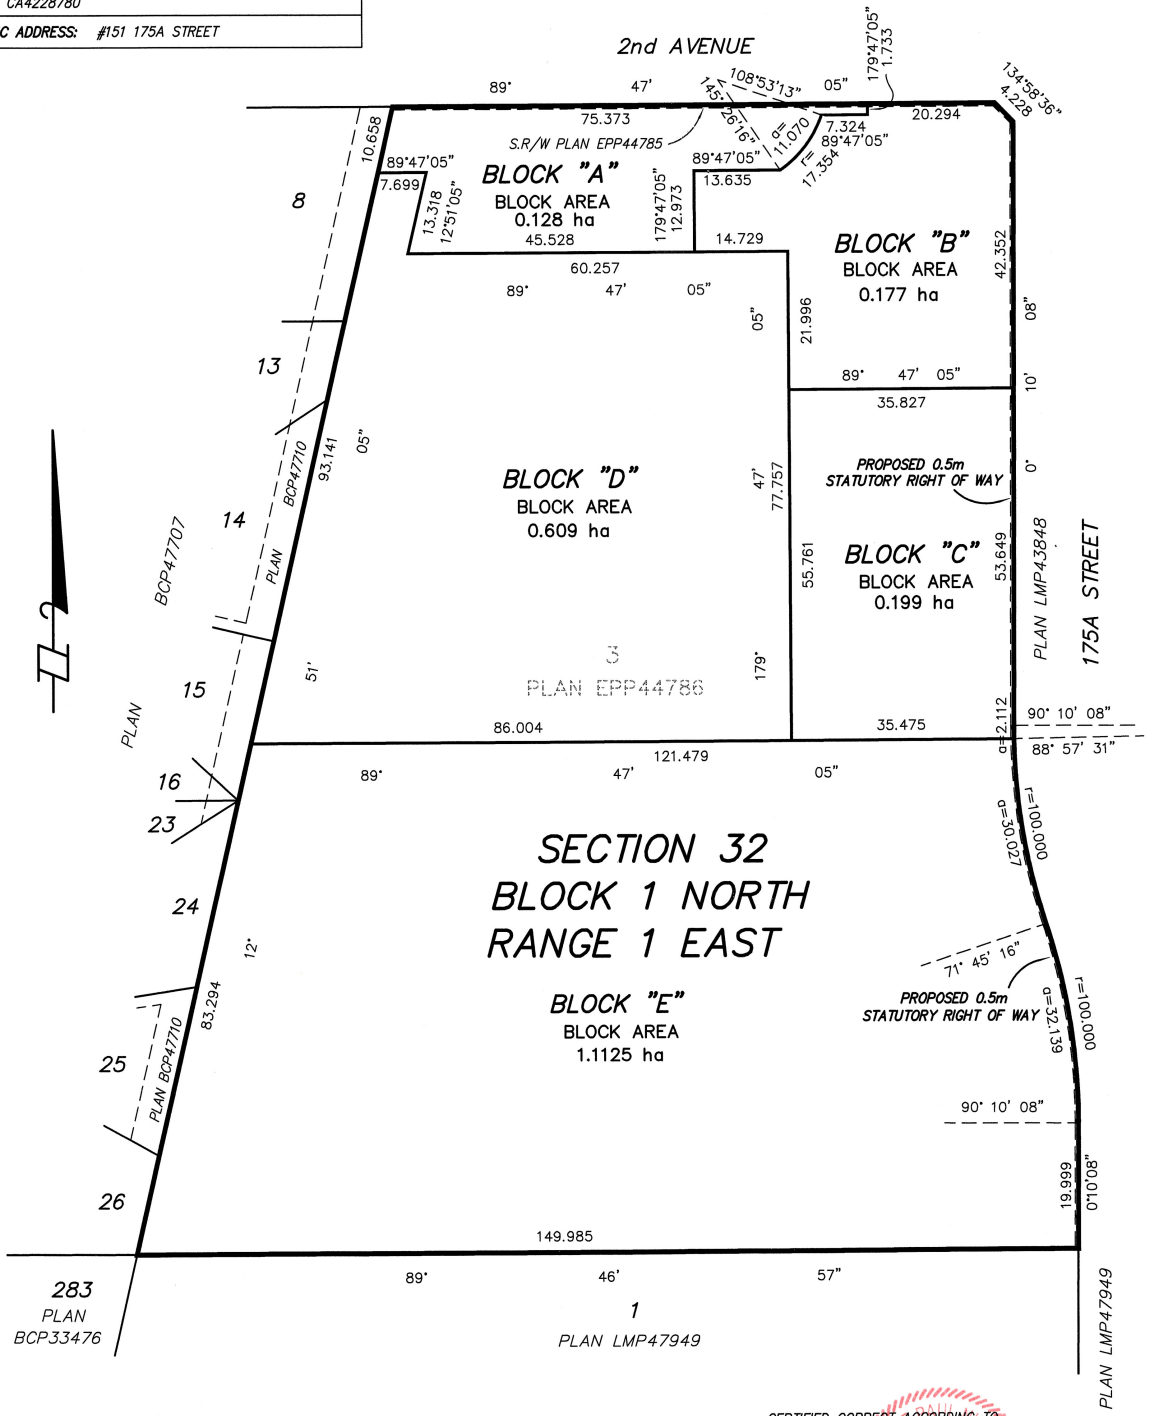 CA4228780
C ADDRESS: #151 175A STREET
2nd AVENUE
89° 47' 05"
75.373
S.R/W PLAN EPP44785
108°53'13"
145° 26'16"
a= 11.070
r= 17.354
179°47'05"
1.733
7.324
89°47'05"
20.294
134°58'36"
4.228
10.658
89°47'05"
7.699
13.318
12°51'05"
BLOCK "A"
BLOCK AREA
0.128 ha
45.528
60.257
89° 47' 05"
179°47'05"
12.973
89°47'05"
13.635
14.729
BLOCK "B"
BLOCK AREA
0.177 ha
42.352
21.996
89° 47' 05"
35.827
0° 10' 08"
8
13
14
15
16
23
24
25
26
PLAN BCP47707
PLAN BCP47710
93.141
12° 51' 05"
BLOCK "D"
BLOCK AREA
0.609 ha
179° 47' 05"
77.757
55.761
PROPOSED 0.5m
STATUTORY RIGHT OF WAY
BLOCK "C"
BLOCK AREA
0.199 ha
53.649
PLAN LMP43848
175A STREET
3
PLAN EPP44786
86.004
35.475
a=2.112
90° 10' 08"
88° 57' 31"
121.479
89° 47' 05"
SECTION 32
BLOCK 1 NORTH
RANGE 1 EAST
r=100.000
a=30.027
71° 45' 16"
PROPOSED 0.5m
STATUTORY RIGHT OF WAY
r=100.000
a=32.139
BLOCK "E"
BLOCK AREA
1.1125 ha
83.294
PLAN BCP47710
90° 10' 08"
19.999
0°10'08"
149.985
89° 46' 57"
283
PLAN
BCP33476
1
PLAN LMP47949
PLAN LMP47949
CERTIFIED CORRECT ACCORDING TO
PAUL